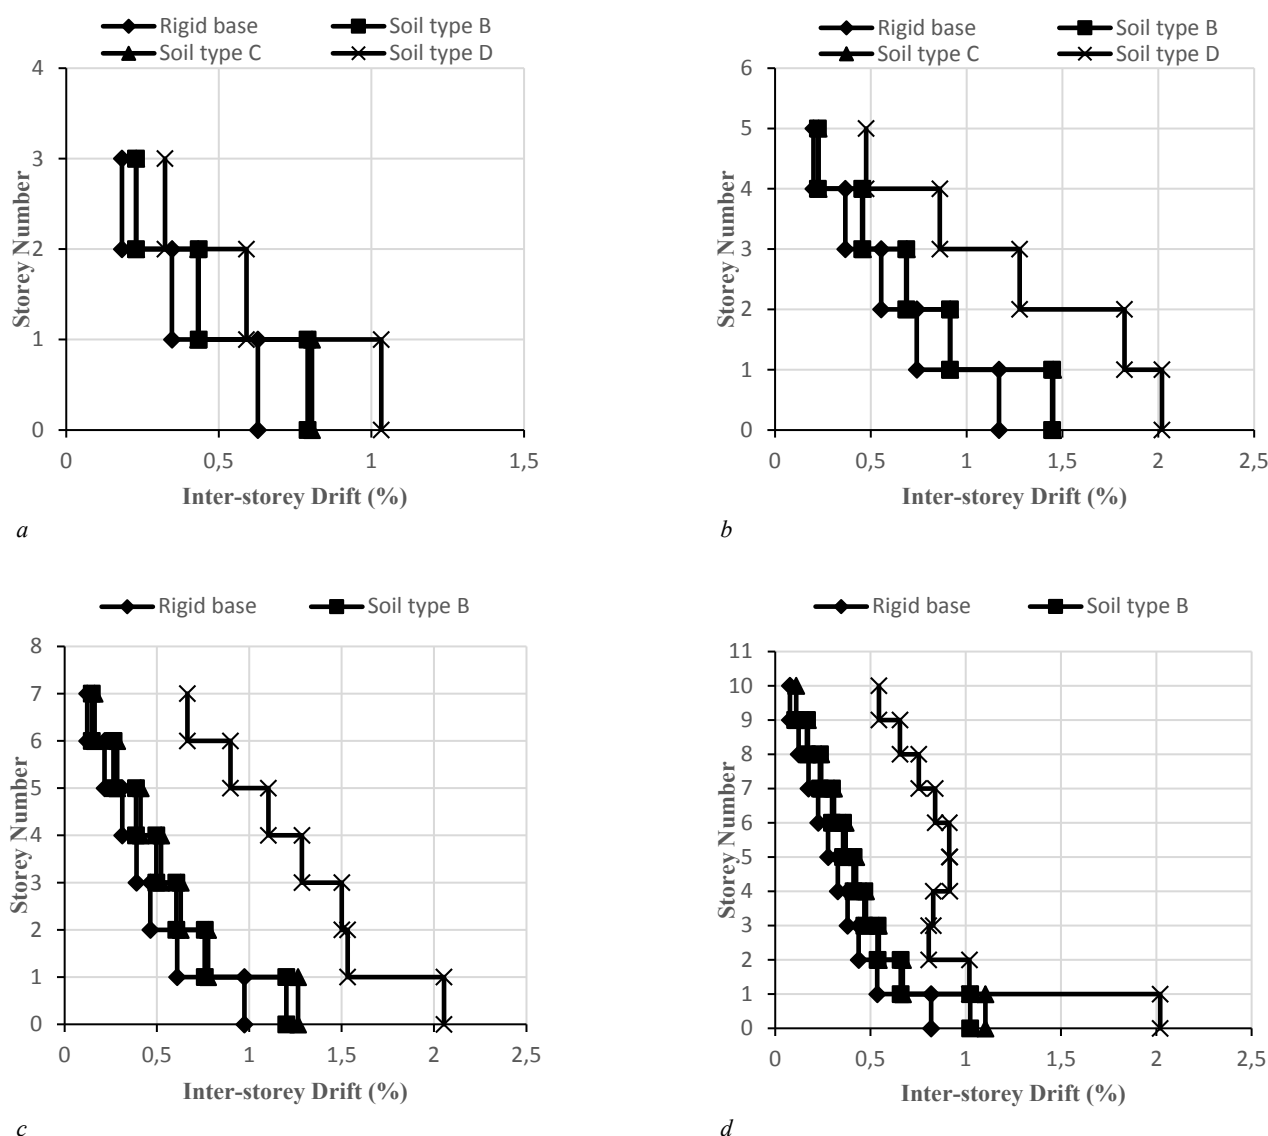 Rigid base Soil type B
Soil type C Soil type D
4
3
2
1
0
0 0,5 1 1,5
Storey Number
Inter-storey Drift (%)
a
Rigid base Soil type B
Soil type C Soil type D
6
5
4
3
2
1
0
0 0,5 1 1,5 2 2,5
Storey Number
Inter-storey Drift (%)
b
Rigid base Soil type B
8
7
6
5
4
3
2
1
0
0 0,5 1 1,5 2 2,5
Storey Number
Inter-storey Drift (%)
c
Rigid base Soil type B
11
10
9
8
7
6
5
4
3
2
1
0
0 0,5 1 1,5 2 2,5
Storey Number
Inter-storey Drift (%)
d